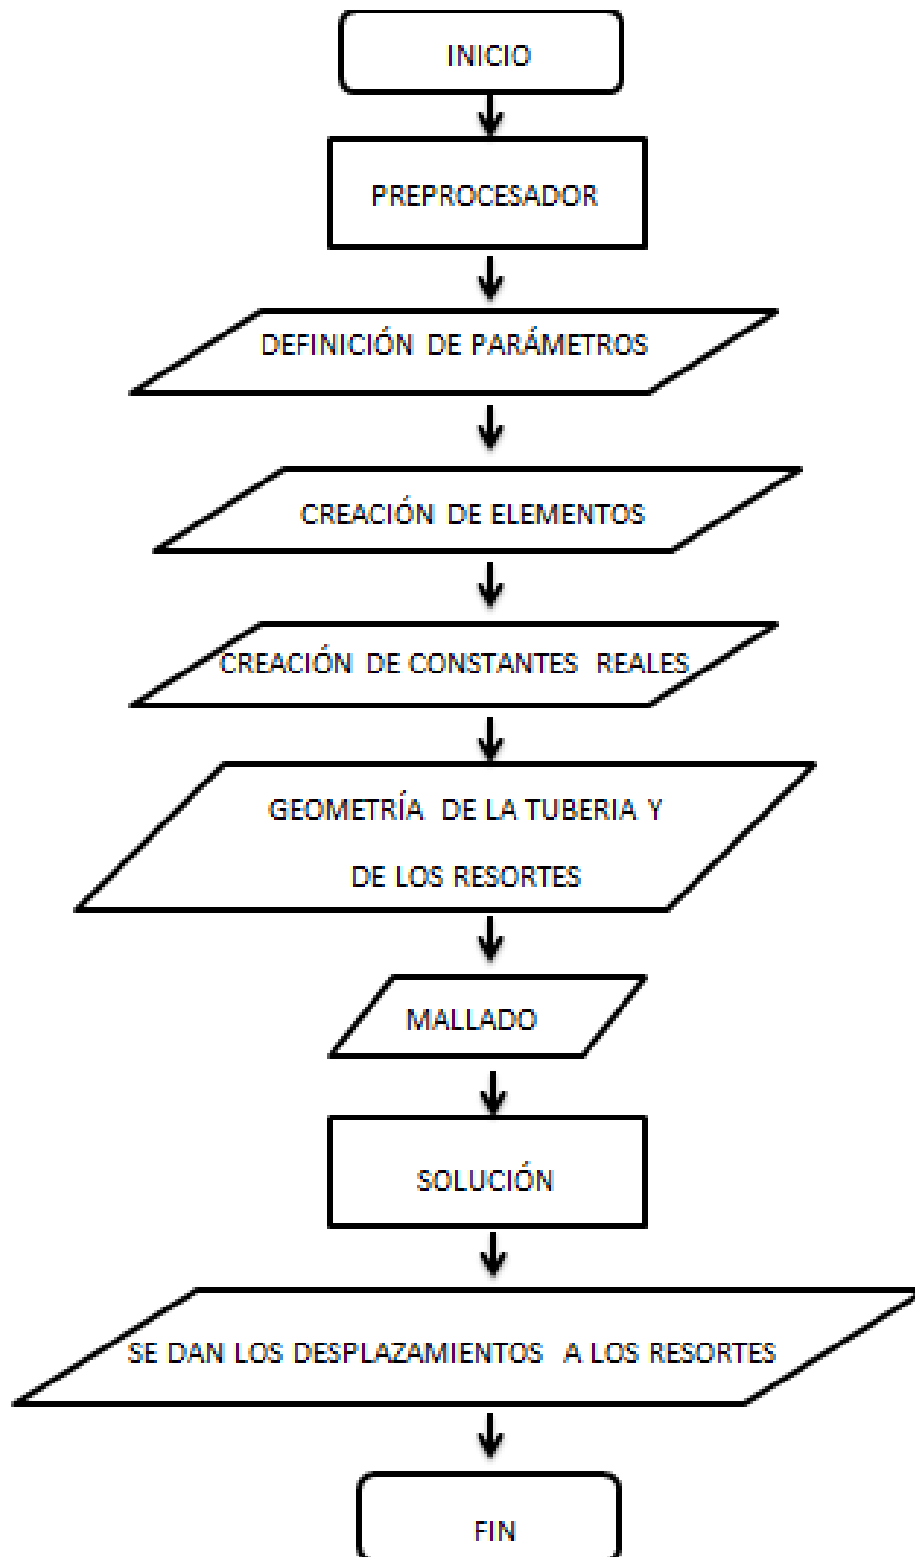 INICIO
PREPROCESADOR
DEFINICIÓN DE PARÁMETROS
CREACIÓN DE ELEMENTOS
CREACIÓN DE CONSTANTES REALES
GEOMETRÍA DE LA TUBERIA Y
DE LOS RESORTES
MALLADO
SOLUCIÓN
SE DAN LOS DESPLAZAMIENTOS A LOS RESORTES
FIN